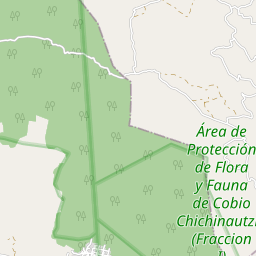 Área de
Protección
de Flora
y Fauna
de Cobio
Chichinautzi
(Fraccion
I)